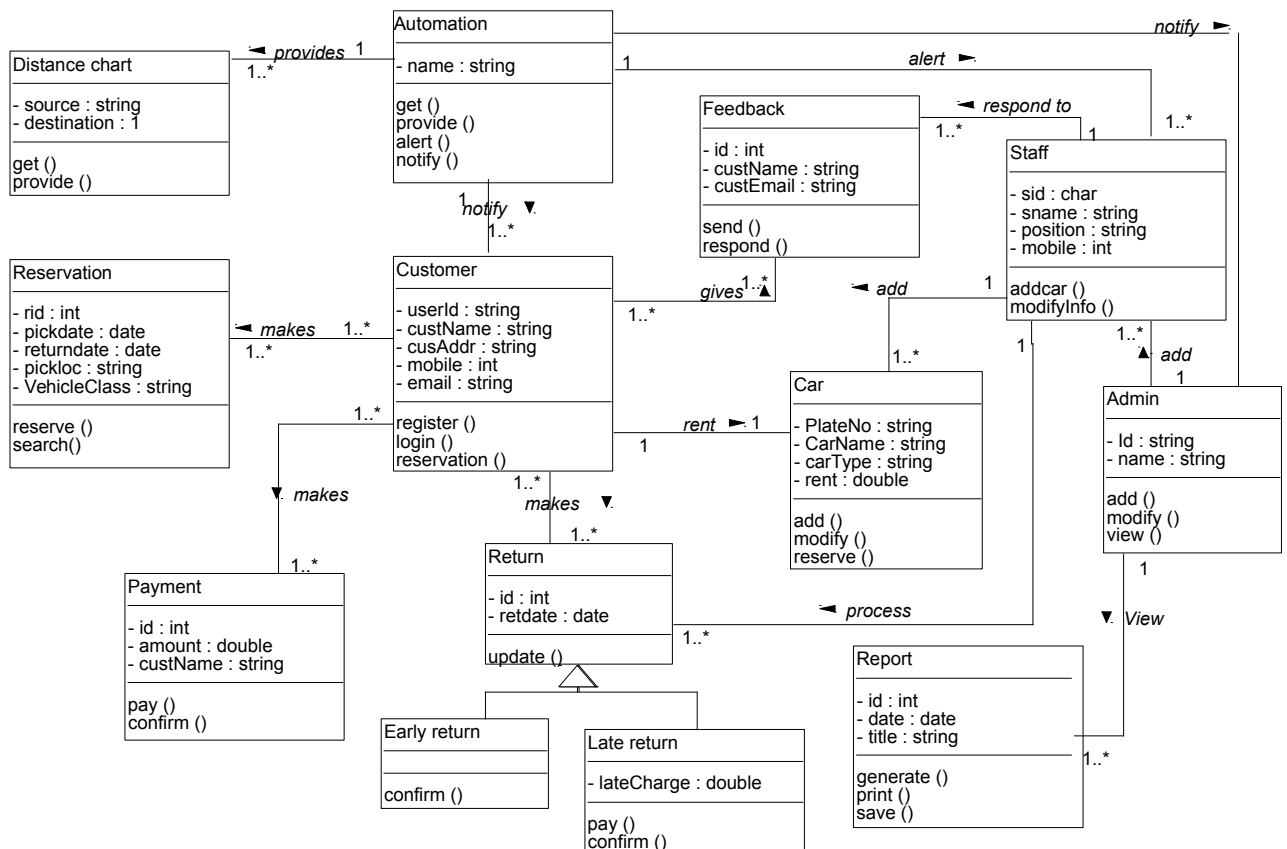 Automation
- name : string
get ()
provide ()
alert ()
notify ()
notify
provides
1
1..*
alert
1
1..*
Distance chart
- source : string
- destination : 1
get ()
provide ()
Feedback
- id : int
- custName : string
- custEmail : string
send ()
respond ()
respond to
1..*
1
Staff
- sid : char
- sname : string
- position : string
- mobile : int
addcar ()
modifyInfo ()
1
notify
1..*
Reservation
- rid : int
- pickdate : date
- returndate : date
- pickloc : string
- VehicleClass : string
reserve ()
search()
makes
1..*
1..*
Customer
- userId : string
- custName : string
- cusAddr : string
- mobile : int
- email : string
register ()
login ()
reservation ()
gives
1..*
1..*
add
1
1..*
1
1..*
add
1
Car
- PlateNo : string
- CarName : string
- carType : string
- rent : double
add ()
modify ()
reserve ()
rent
1
1
Admin
- Id : string
- name : string
add ()
modify ()
view ()
1..*
makes
1..*
1..*
makes
1..*
Payment
- id : int
- amount : double
- custName : string
pay ()
confirm ()
Return
- id : int
- retdate : date
update ()
process
1..*
1
View
1..*
Report
- id : int
- date : date
- title : string
generate ()
print ()
save ()
Early return
confirm ()
Late return
- lateCharge : double
pay ()
confirm ()